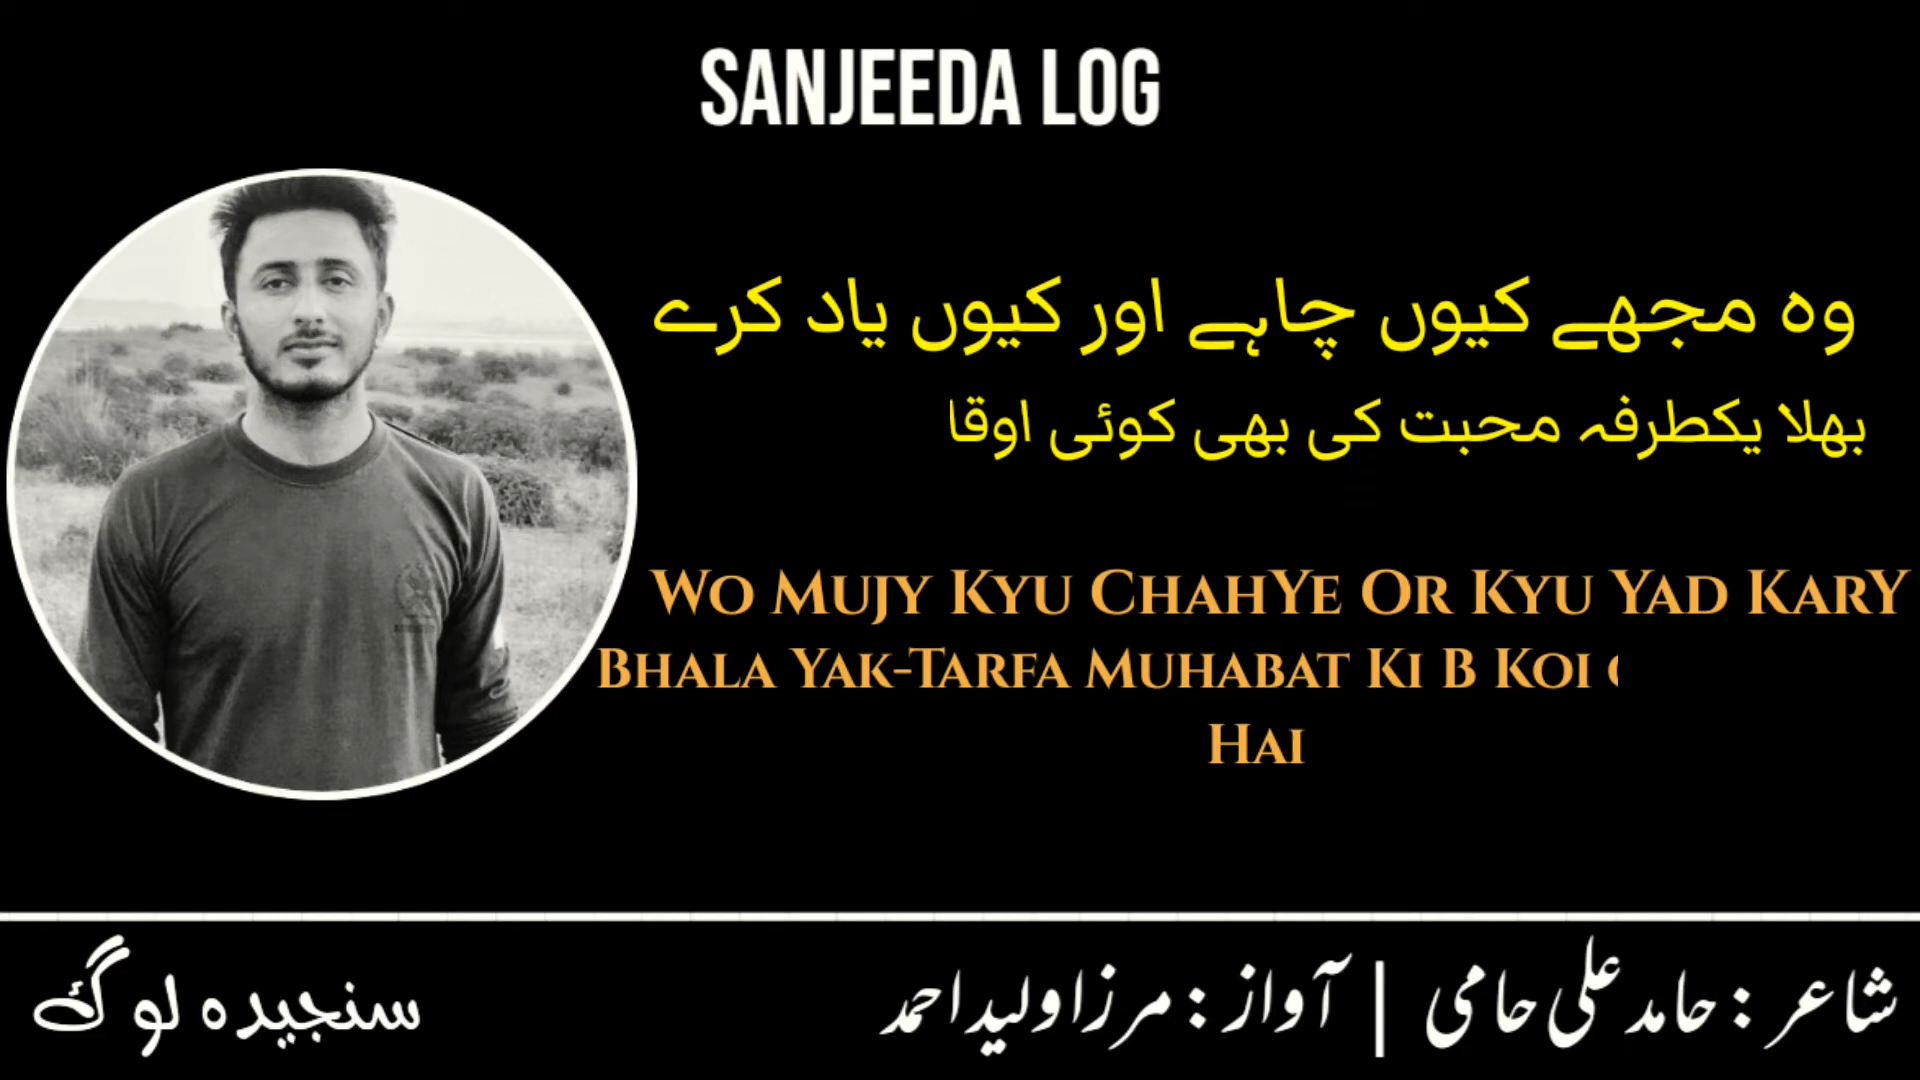 SANJEEDA LOG
وہ مجھے کیوں چاہے اور کیوں یاد کرے
بھلا یکطرفہ محبت کی بھی کوئی اوقا
Wo Mujy Kyu ChahYe Or Kyu Yad KarY
Bhala Yak-Tarfa Muhabat Ki B Koi
Hai
شاعر : حامد علی حامی | آواز : مرزا ولید احمد
سنجیدہ لوگ